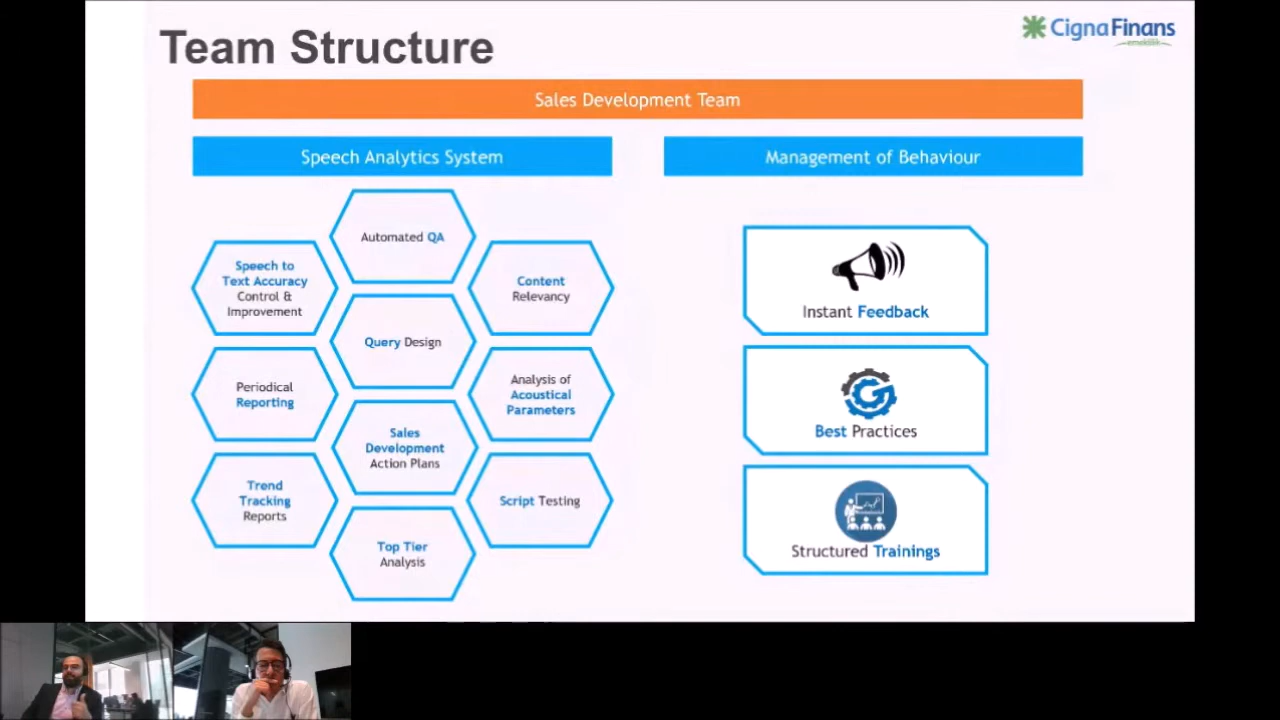 Team Structure
CignaFinans
emeklilik
Sales Development Team
Speech Analytics System
Management of Behaviour
Automated QA
Speech to
Text Accuracy
Control &
Improvement
Content
Relevancy
Query Design
Periodical
Reporting
Analysis of
Acoustical
Parameters
Sales
Development
Action Plans
Trend
Tracking
Reports
Script Testing
Top Tier
Analysis
Instant Feedback
Best Practices
Structured Trainings